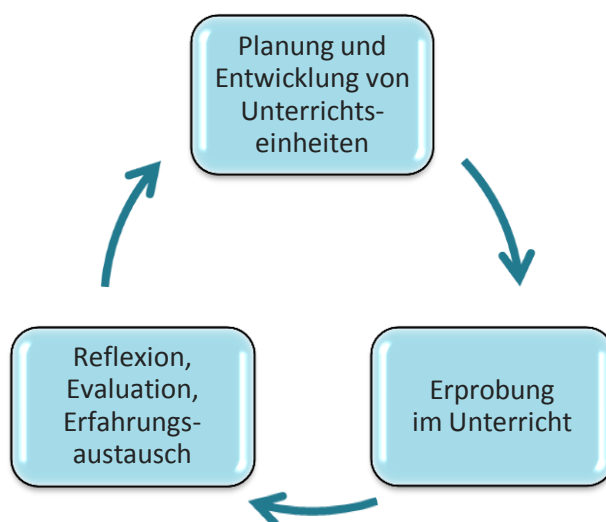 Planung und
Entwicklung von
Unterrichts-
einheiten
Reflexion,
Evaluation,
Erfahrungs-
austausch
Erprobung
im Unterricht